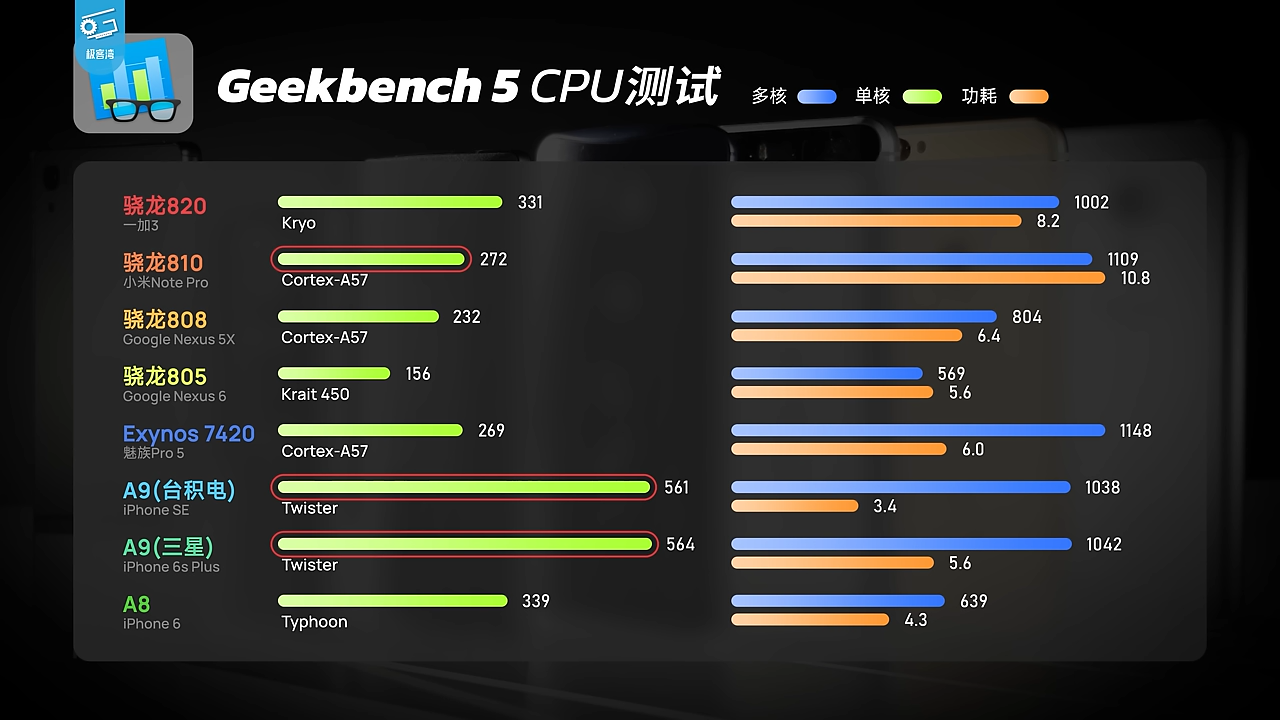 极客湾
Geekbench 5 CPU测试
多核 单核 功耗
骁龙820 331 1002
一加3 Kryo 8.2
骁龙810 272 1109
小米Note Pro Cortex-A57 10.8
骁龙808 232 804
Google Nexus 5X Cortex-A57 6.4
骁龙805 156 569
Google Nexus 6 Krait 450 5.6
Exynos 7420 269 1148
魅族Pro 5 Cortex-A57 6.0
A9(台积电) 561 1038
iPhone SE Twister 3.4
A9(三星) 564 1042
iPhone 6s Plus Twister 5.6
A8 339 639
iPhone 6 Typhoon 4.3